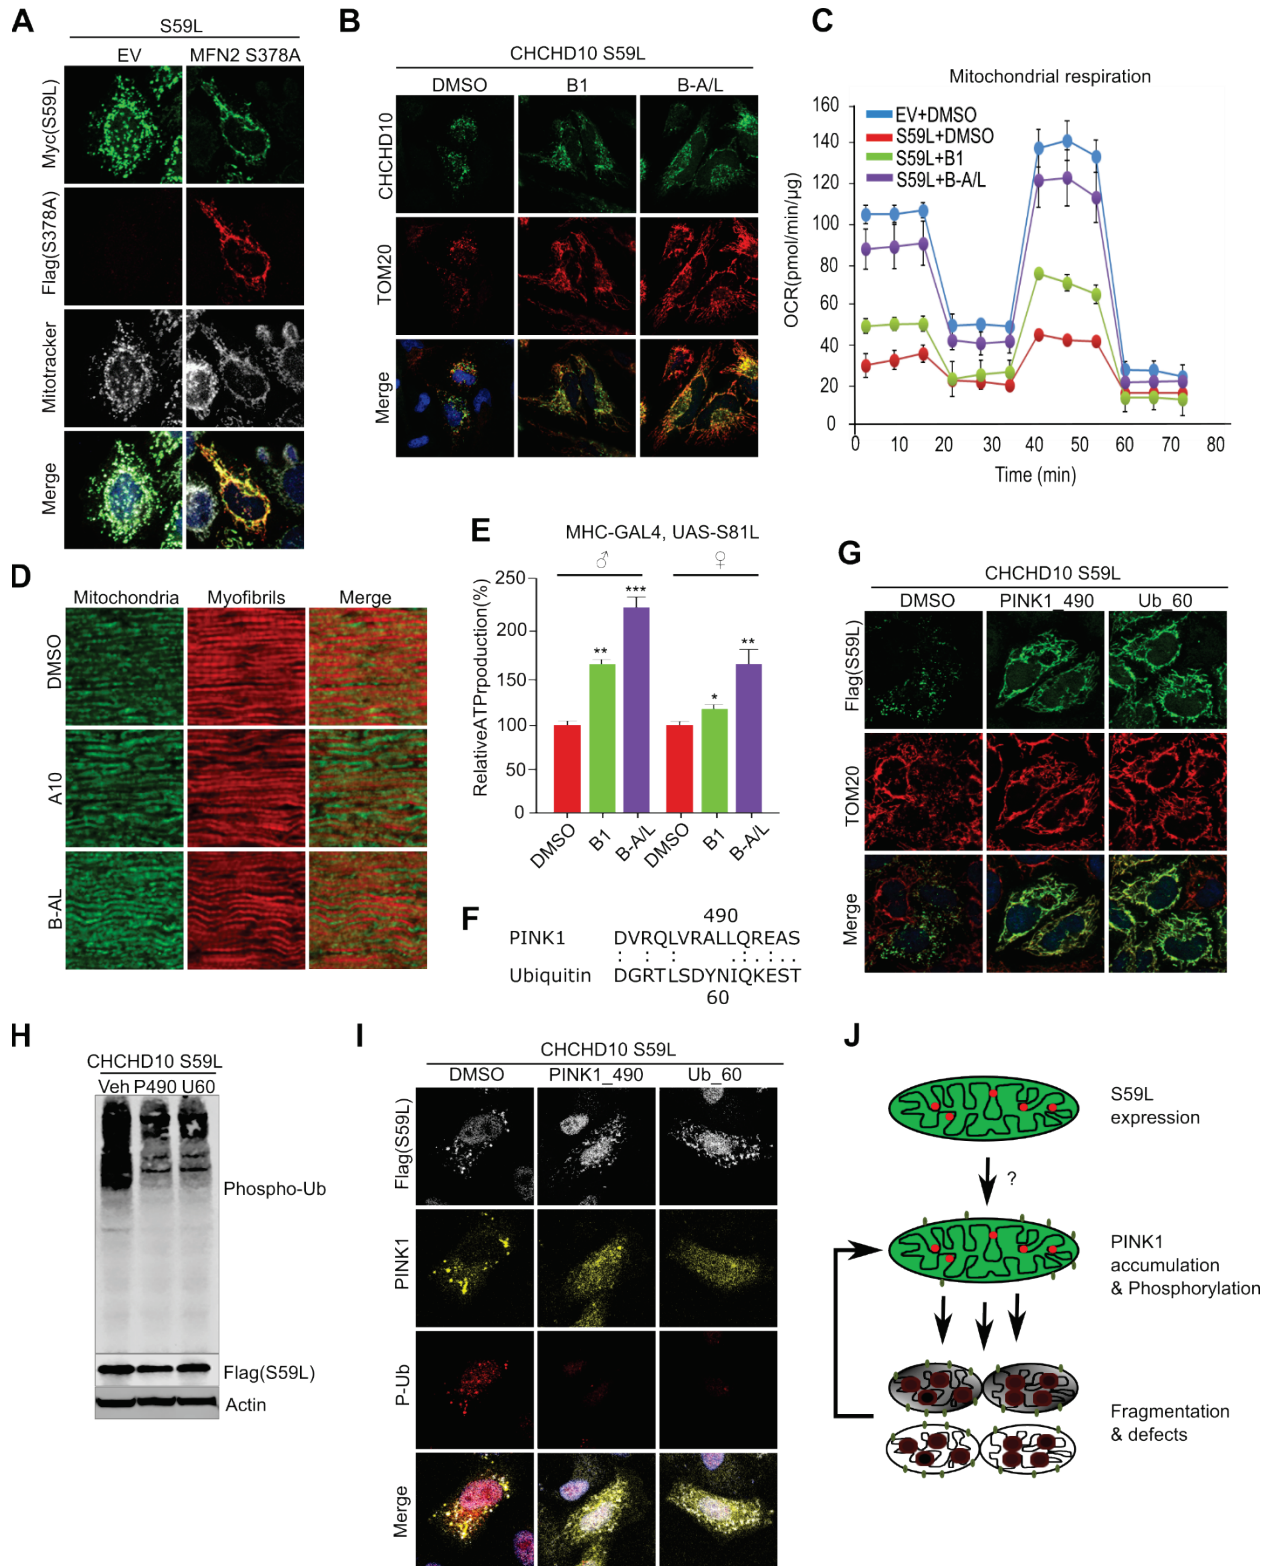 A
S59L
EV
MFN2 S378A
Myc(S59L)
Flag(S378A)
Mitotracker
Merge
B
CHCHD10 S59L
DMSO
B1
B-A/L
CHCHD10
TOM20
Merge
C
Mitochondrial respiration
EV+DMSO
S59L+DMSO
S59L+B1
S59L+B-A/L
OCR(pmol/min/µg)
160
140
120
100
80
60
40
20
0
0 10 20 30 40 50 60 70 80
Time (min)
D
Mitochondria
Myofibrils
Merge
DMSO
A10
B-AL
E
MHC-GAL4, UAS-S81L
♂ ♀
RelativeATPrpoduction(%)
250
200
150
100
50
0
*** ** ** *
DMSO B1 B-A/L DMSO B1 B-A/L
F
490
PINK1 DVRQLVRALLQREAS
: : : . : . : . .
Ubiquitin DGRTLSDYNIQKEST
60
G
CHCHD10 S59L
DMSO
PINK1_490
Ub_60
Flag(S59L)
TOM20
Merge
H
CHCHD10 S59L
Veh P490 U60
Phospho-Ub
Flag(S59L)
Actin
I
CHCHD10 S59L
DMSO
PINK1_490
Ub_60
Flag(S59L)
PINK1
P-Ub
Merge
J
S59L
expression
?
PINK1
accumulation
& Phosphorylation
Fragmentation
& defects